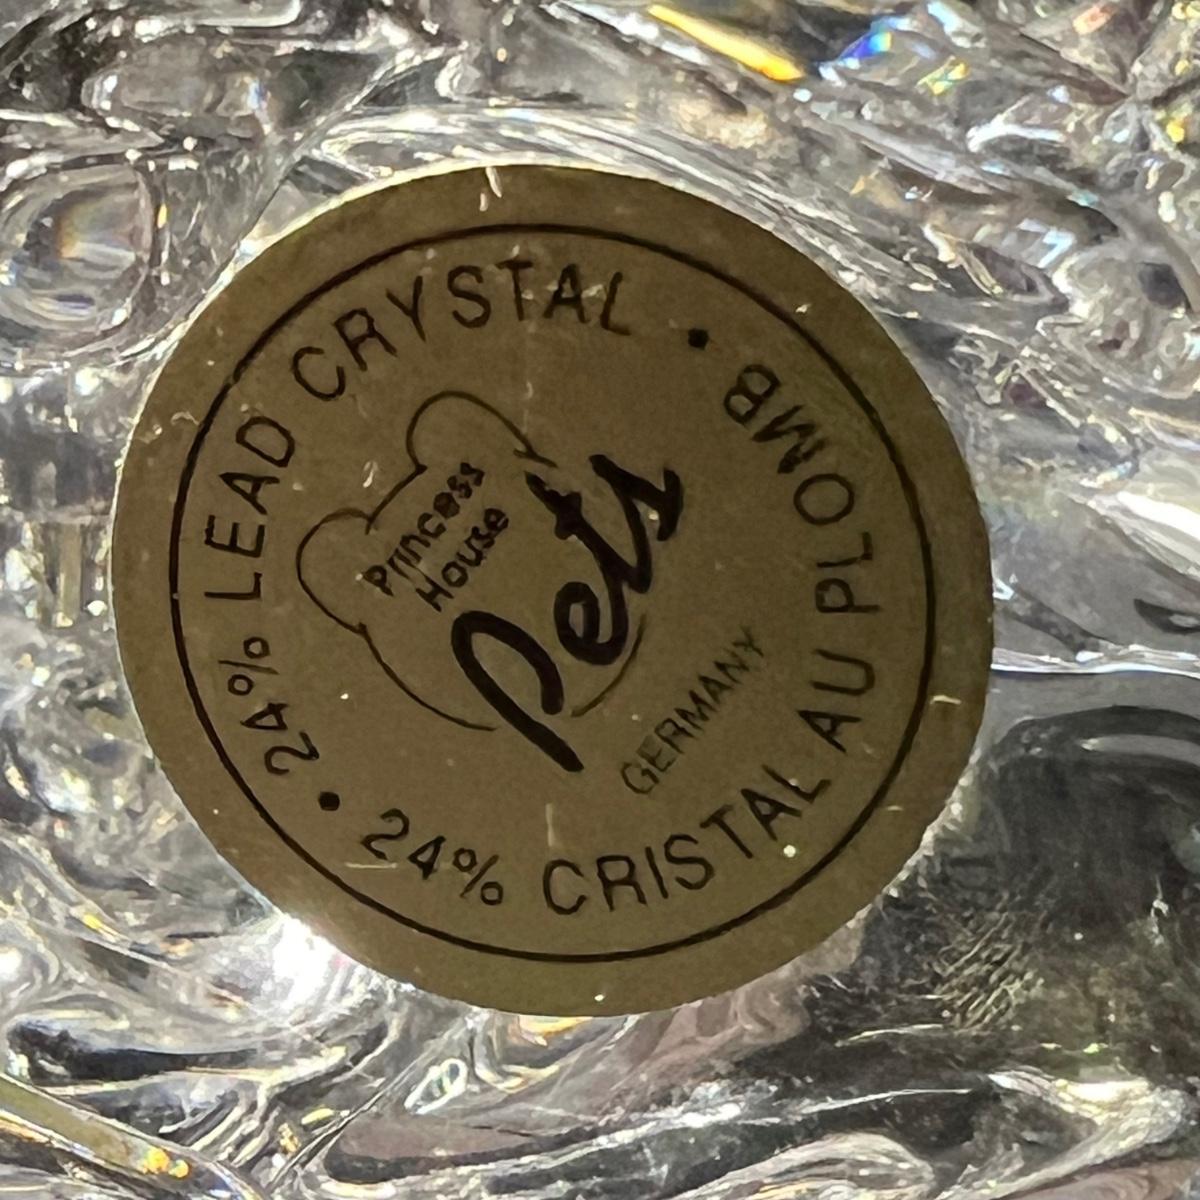 24% LEAD CRYSTAL •
24% CRISTAL AU PLOMB •
Princess
House
Pets
GERMANY